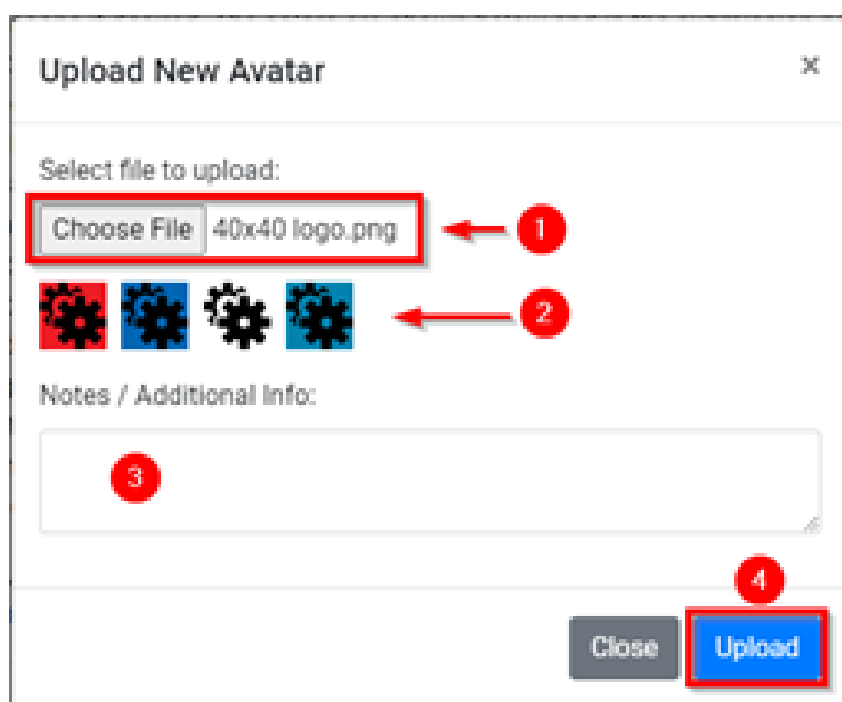 Upload New Avatar ×
Select file to upload:
Choose File 40x40 logo.png 1
2
Notes / Additional Info:
3
4
Close Upload